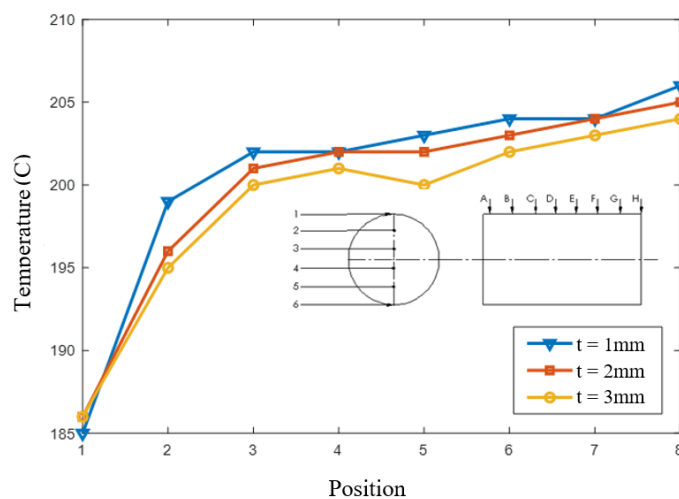 210
205
200
195
190
185
Temperature (C)
1 2 3 4 5 6 7 8
Position
1
2
3
4
5
6
A B C D E F G H
t = 1mm
t = 2mm
t = 3mm